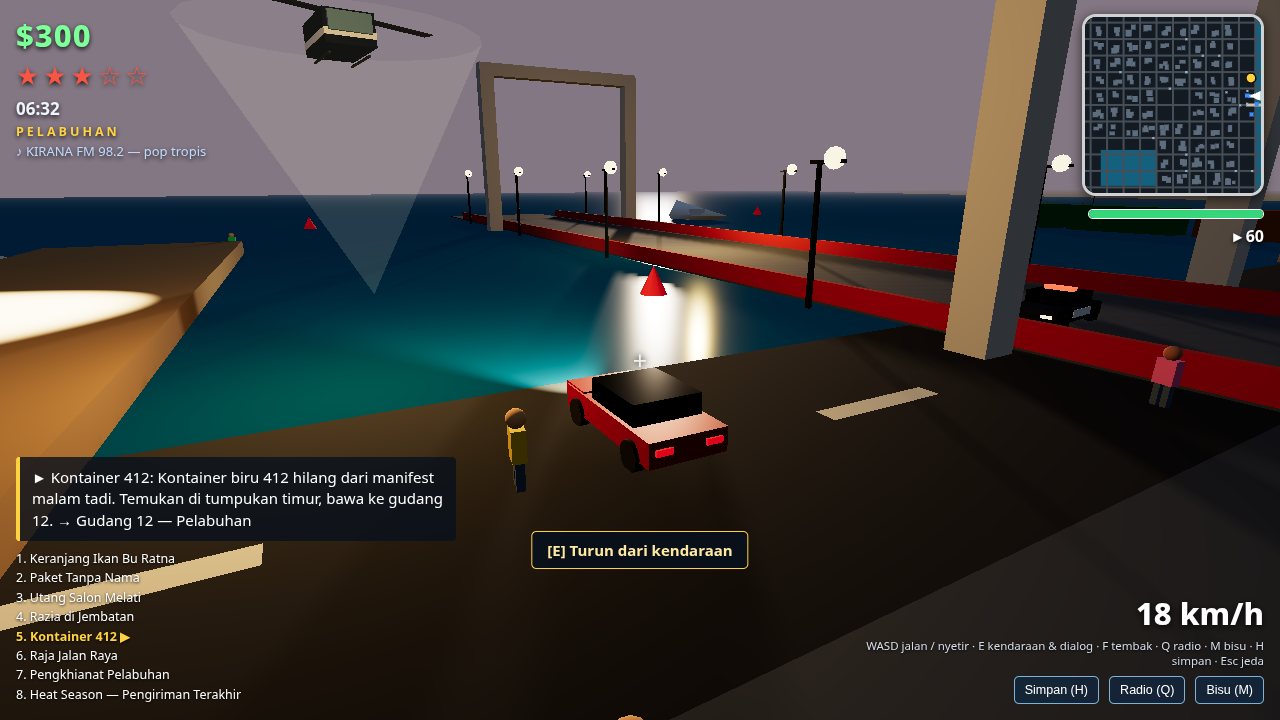 $300
★ ★ ★ ☆ ☆
06:32
PELABUHAN
♪ KIRANA FM 98.2 — pop tropis
▸ 60
► Kontainer 412: Kontainer biru 412 hilang dari manifest
malam tadi. Temukan di tumpukan timur, bawa ke gudang
12. → Gudang 12 — Pelabuhan
1. Keranjang Ikan Bu Ratna
2. Paket Tanpa Nama
3. Utang Salon Melati
4. Razia di Jembatan
5. Kontainer 412 ▶
6. Raja Jalan Raya
7. Pengkhianat Pelabuhan
8. Heat Season — Pengiriman Terakhir
[E] Turun dari kendaraan
18 km/h
WASD jalan / nyetir · E kendaraan & dialog · F tembak · Q radio · M bisu · H
simpan · Esc jeda
Simpan (H) Radio (Q) Bisu (M)